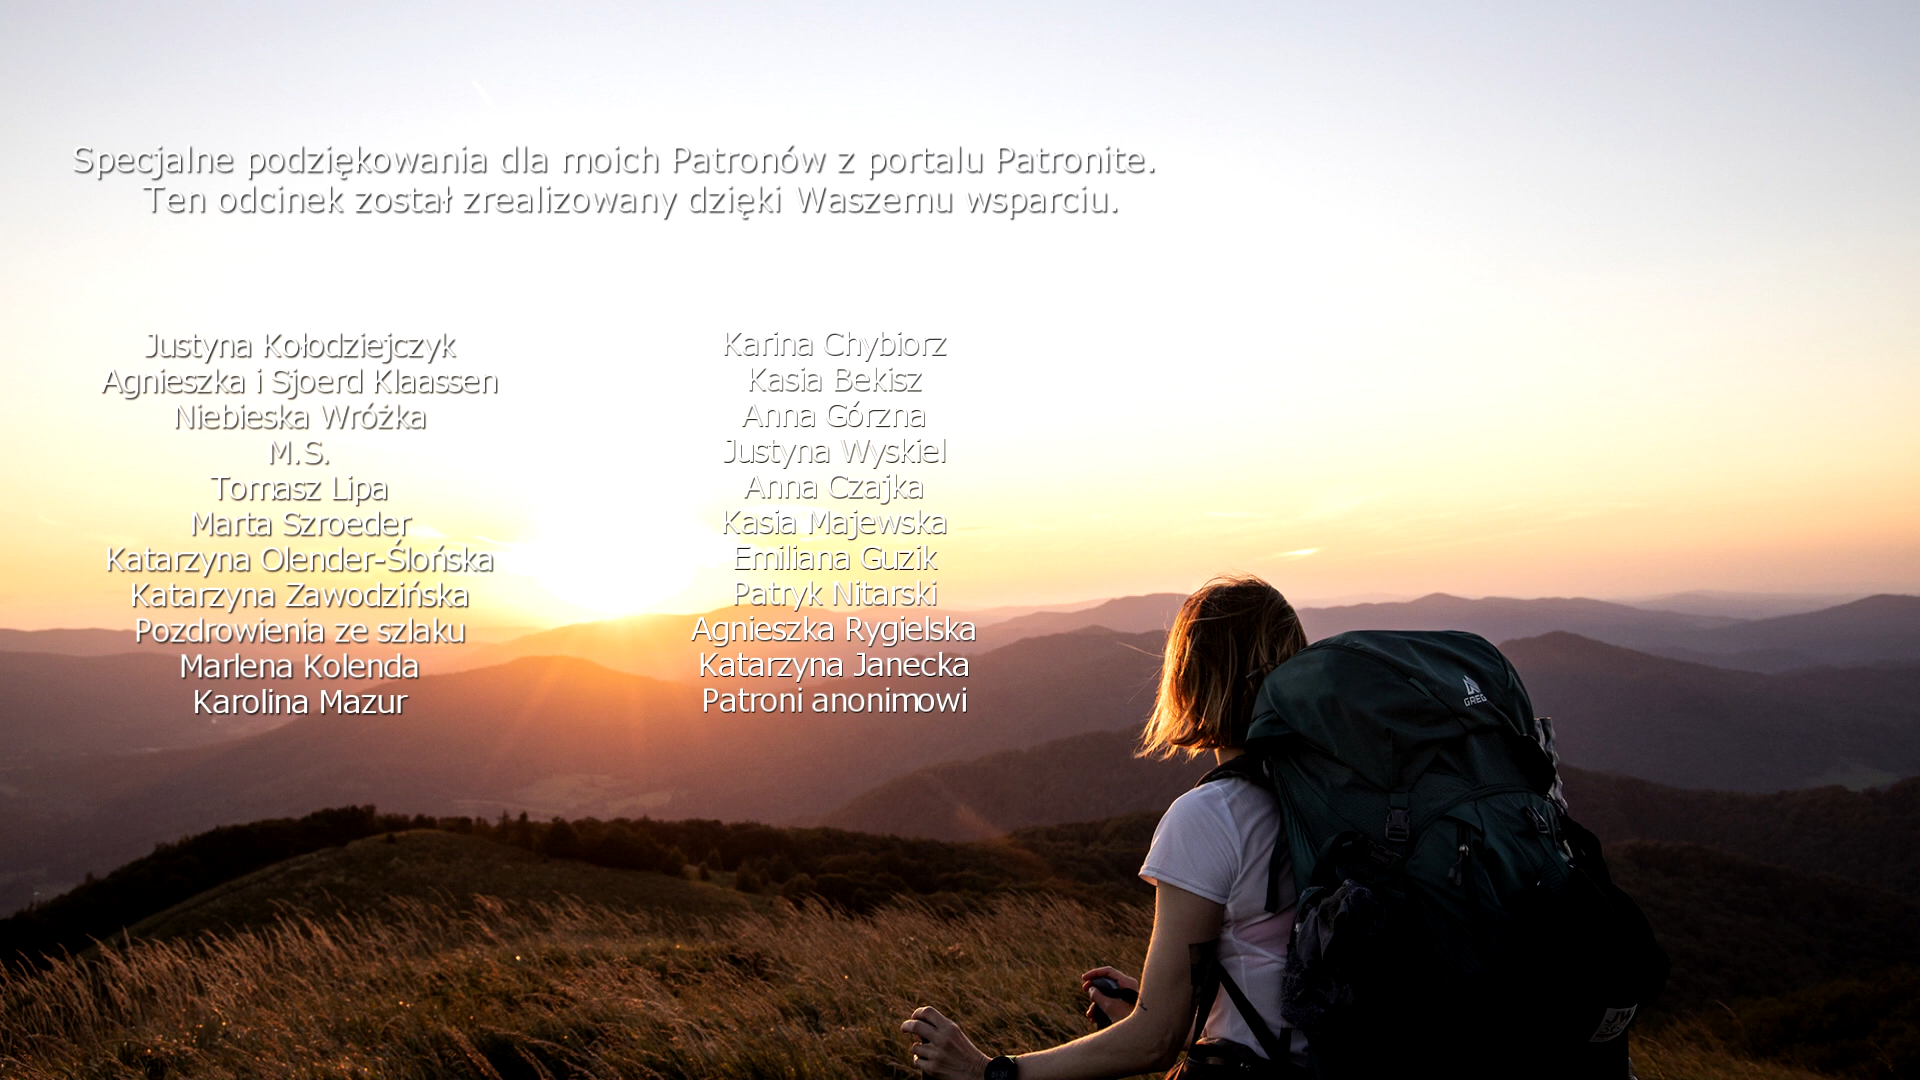 Specjalne podziękowania dla moich Patronów z portalu Patronite.
Ten odcinek został zrealizowany dzięki Waszemu wsparciu.
Justyna Kołodziejczyk
Agnieszka i Sjoerd Klaassen
Niebieska Wróżka
M.S.
Tomasz Lipa
Marta Szroeder
Katarzyna Olender-Ślońska
Katarzyna Zawodzińska
Pozdrowienia ze szlaku
Marlena Kolenda
Karolina Mazur
Karina Chybiorz
Kasia Bekisz
Anna Górzna
Justyna Wyskiel
Anna Czajka
Kasia Majewska
Emiliana Guzik
Patryk Nitarski
Agnieszka Rygielska
Katarzyna Janecka
Patroni anonimowi